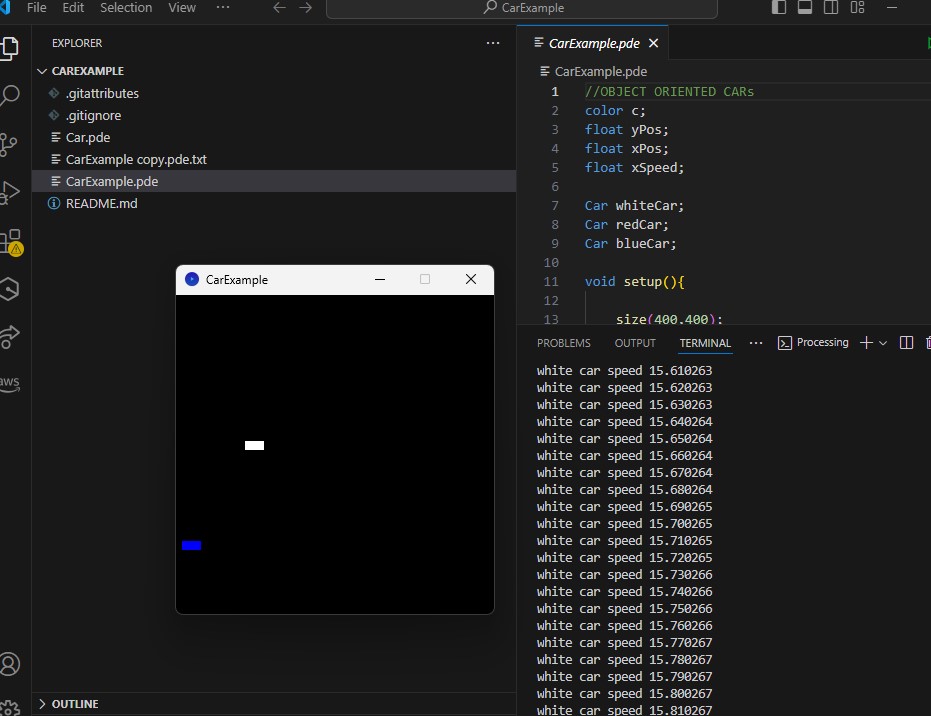 File Edit Selection View ··· CarExample
EXPLORER ···
CAREXAMPLE
.gitattributes
.gitignore
Car.pde
CarExample copy.pde.txt
CarExample.pde
README.md
CarExample
OUTLINE
aws
CarExample.pde
CarExample.pde
1 //OBJECT ORIENTED CARs
2 color c;
3 float yPos;
4 float xPos;
5 float xSpeed;
6
7 Car whiteCar;
8 Car redCar;
9 Car blueCar;
10
11 void setup(){
12
13 size(400,400);
PROBLEMS OUTPUT TERMINAL ··· Processing
white car speed 15.610263
white car speed 15.620263
white car speed 15.630263
white car speed 15.640264
white car speed 15.650264
white car speed 15.660264
white car speed 15.670264
white car speed 15.680264
white car speed 15.690265
white car speed 15.700265
white car speed 15.710265
white car speed 15.720265
white car speed 15.730266
white car speed 15.740266
white car speed 15.750266
white car speed 15.760266
white car speed 15.770267
white car speed 15.780267
white car speed 15.790267
white car speed 15.800267
white car speed 15.810267